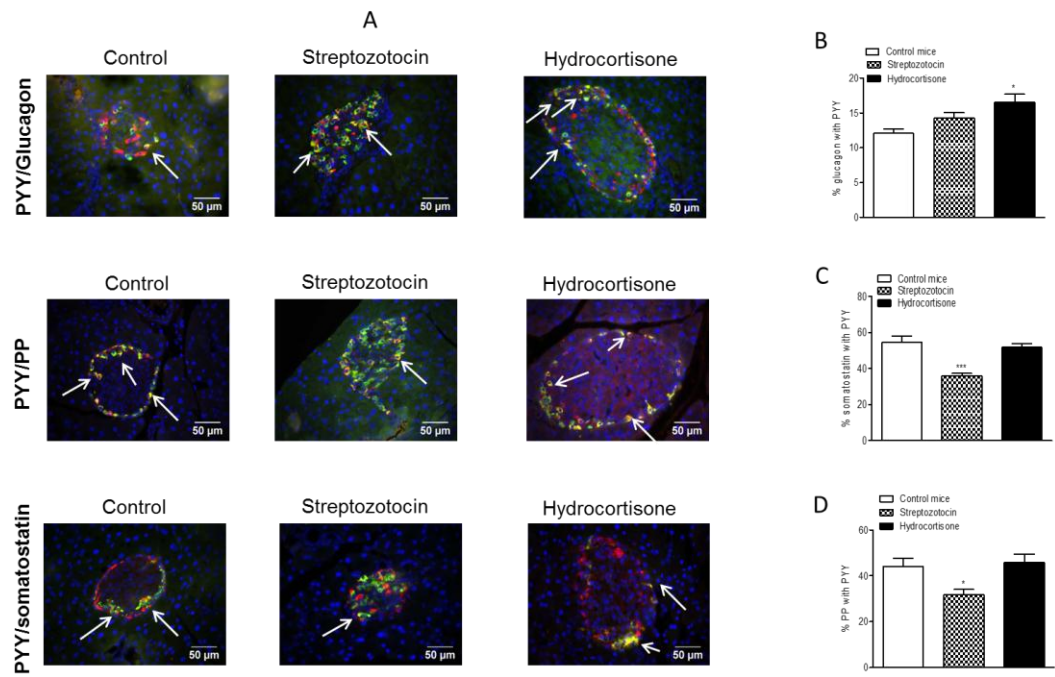 A
Control
Streptozotocin
Hydrocortisone
PYY/Glucagon
50 µm
50 µm
50 µm
Control
Streptozotocin
Hydrocortisone
PYY/PP
50 µm
50 µm
50 µm
Control
Streptozotocin
Hydrocortisone
PYY/somatostatin
50 µm
50 µm
50 µm
B
Control mice
Streptozotocin
Hydrocortisone
% glucagon with PYY
20
15
10
5
0
*
C
Control mice
Streptozotocin
Hydrocortisone
% somatostatin with PYY
80
60
40
20
0
***
D
Control mice
Streptozotocin
Hydrocortisone
% PP with PYY
60
40
20
0
*